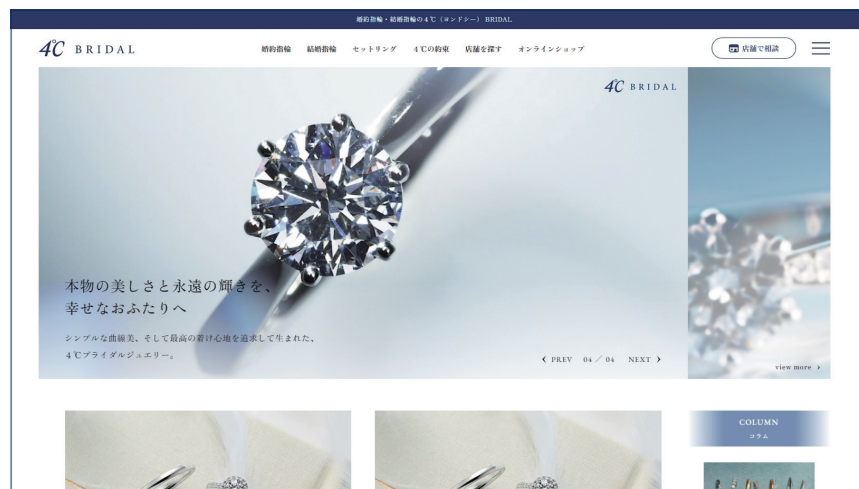 婚約指輪・結婚指輪の4℃（ヨンドシー） BRIDAL
4℃ BRIDAL
婚約指輪 結婚指輪 セットリング 4℃の約束 店舗を探す オンラインショップ 店舗で相談
4℃ BRIDAL
本物の美しさと永遠の輝きを、
幸せなおふたりへ
シンプルな曲線美、そして最高の着け心地を追求して生まれた、
4℃ブライダルジュエリー。
PREV 04 / 04 NEXT
view more
COLUMN
コラム